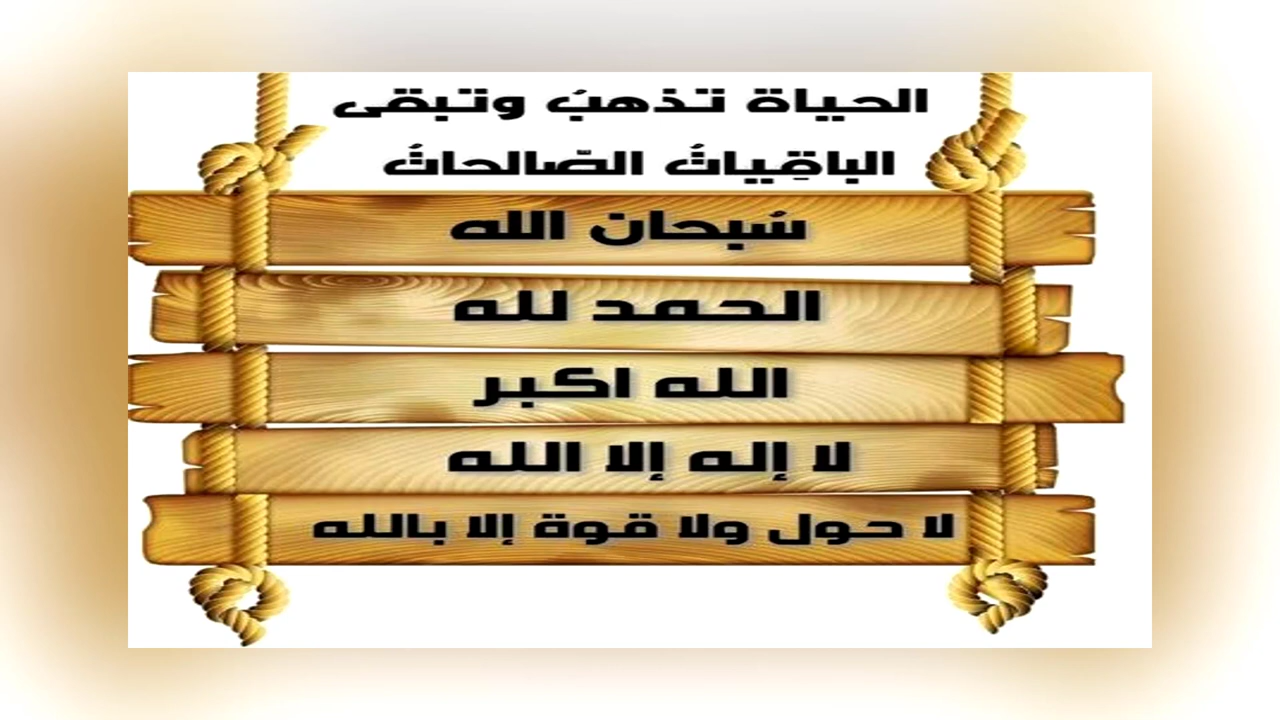 الحياة تذهبُ وتبقى
الباقِياتُ الصّالحاتُ
سُبحان الله
الحمد لله
الله اكبر
لا إله إلا الله
لا حول ولا قوة إلا بالله